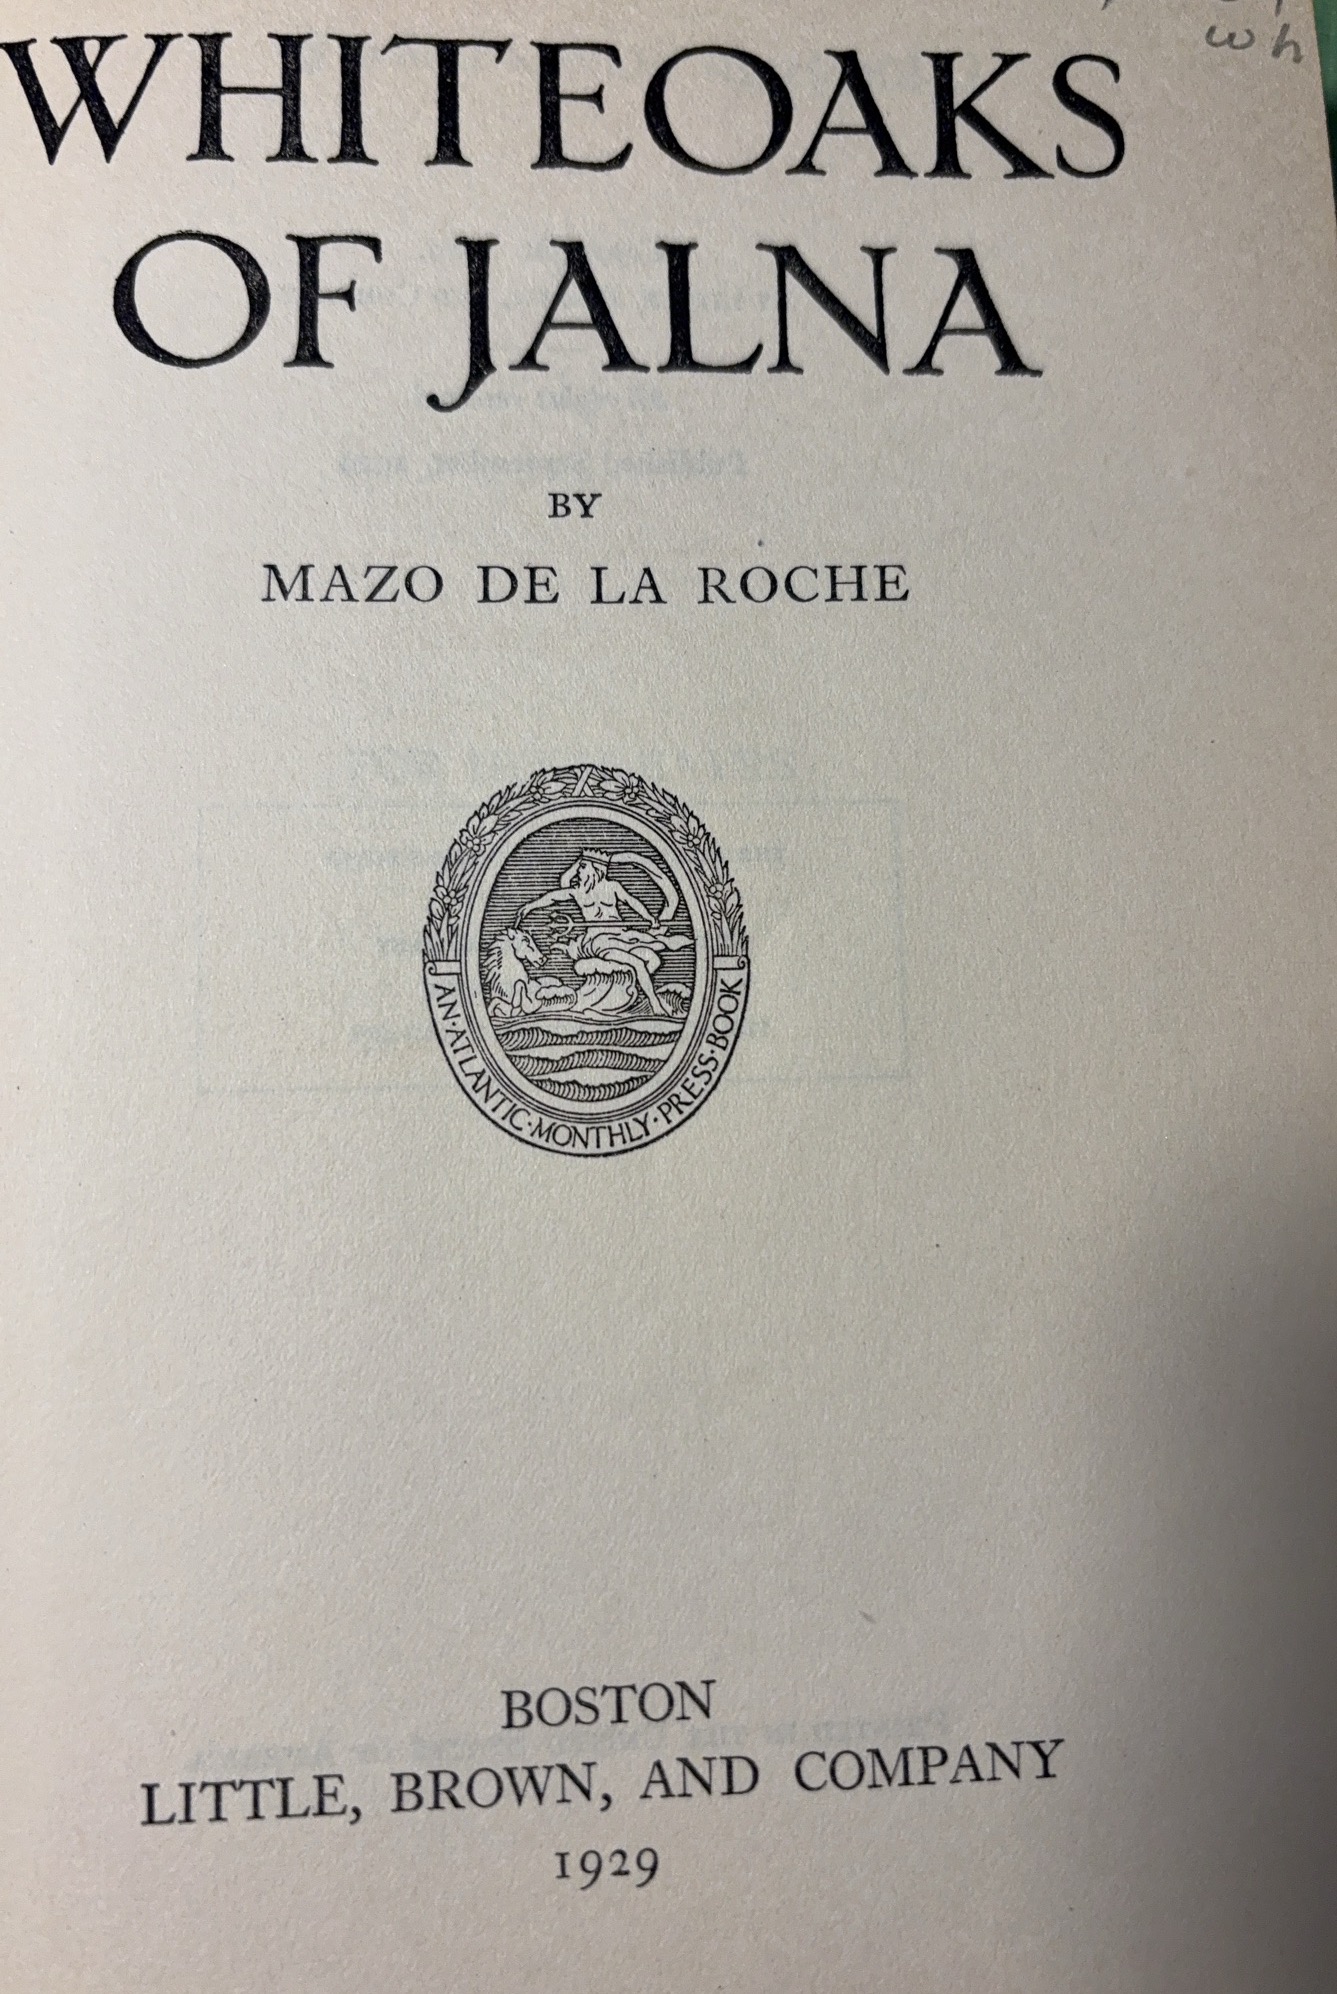 wh
WHITEOAKS
OF JALNA
BY
MAZO DE LA ROCHE
AN·ATLANTIC·MONTHLY·PRESS·BOOK
BOSTON
LITTLE, BROWN, AND COMPANY
1929